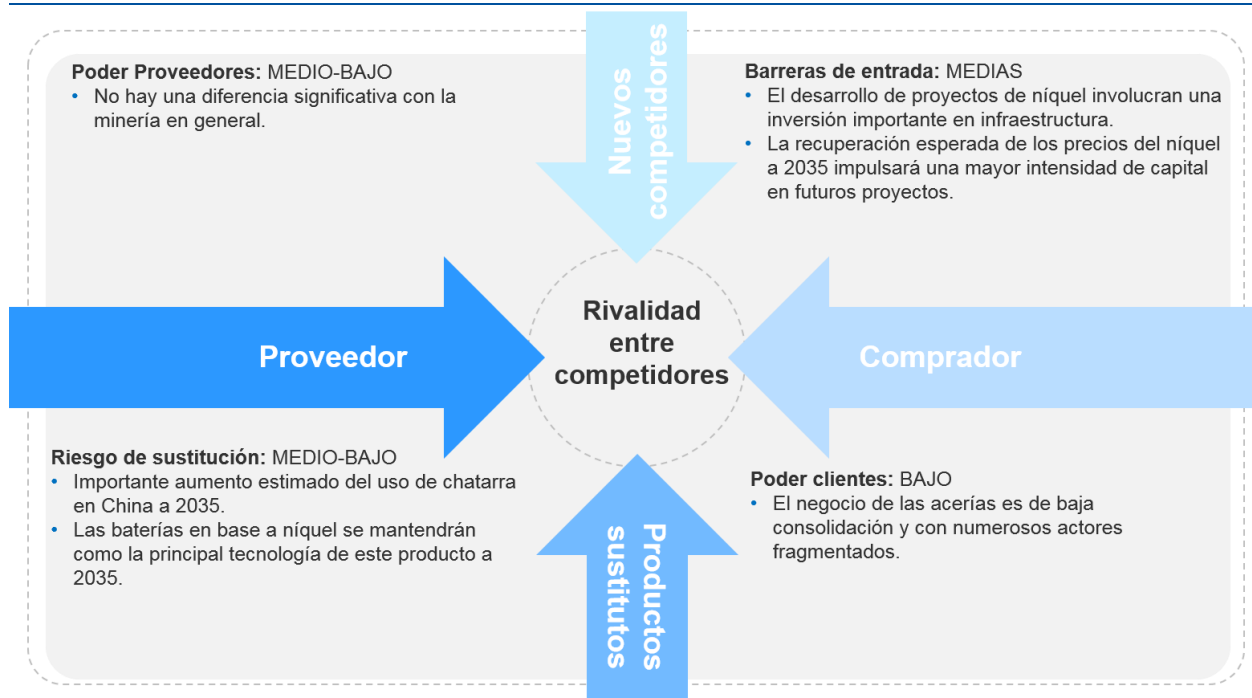 Poder Proveedores: MEDIO-BAJO
• No hay una diferencia significativa con la
minería en general.
Nuevos
competidores
Barreras de entrada: MEDIAS
• El desarrollo de proyectos de níquel involucran una
inversión importante en infraestructura.
• La recuperación esperada de los precios del níquel
a 2035 impulsará una mayor intensidad de capital
en futuros proyectos.
Proveedor
Rivalidad
entre
competidores
Comprador
Riesgo de sustitución: MEDIO-BAJO
• Importante aumento estimado del uso de chatarra
en China a 2035.
• Las baterías en base a níquel se mantendrán
como la principal tecnología de este producto a
2035.
Productos
sustitutos
Poder clientes: BAJO
• El negocio de las acerías es de baja
consolidación y con numerosos actores
fragmentados.